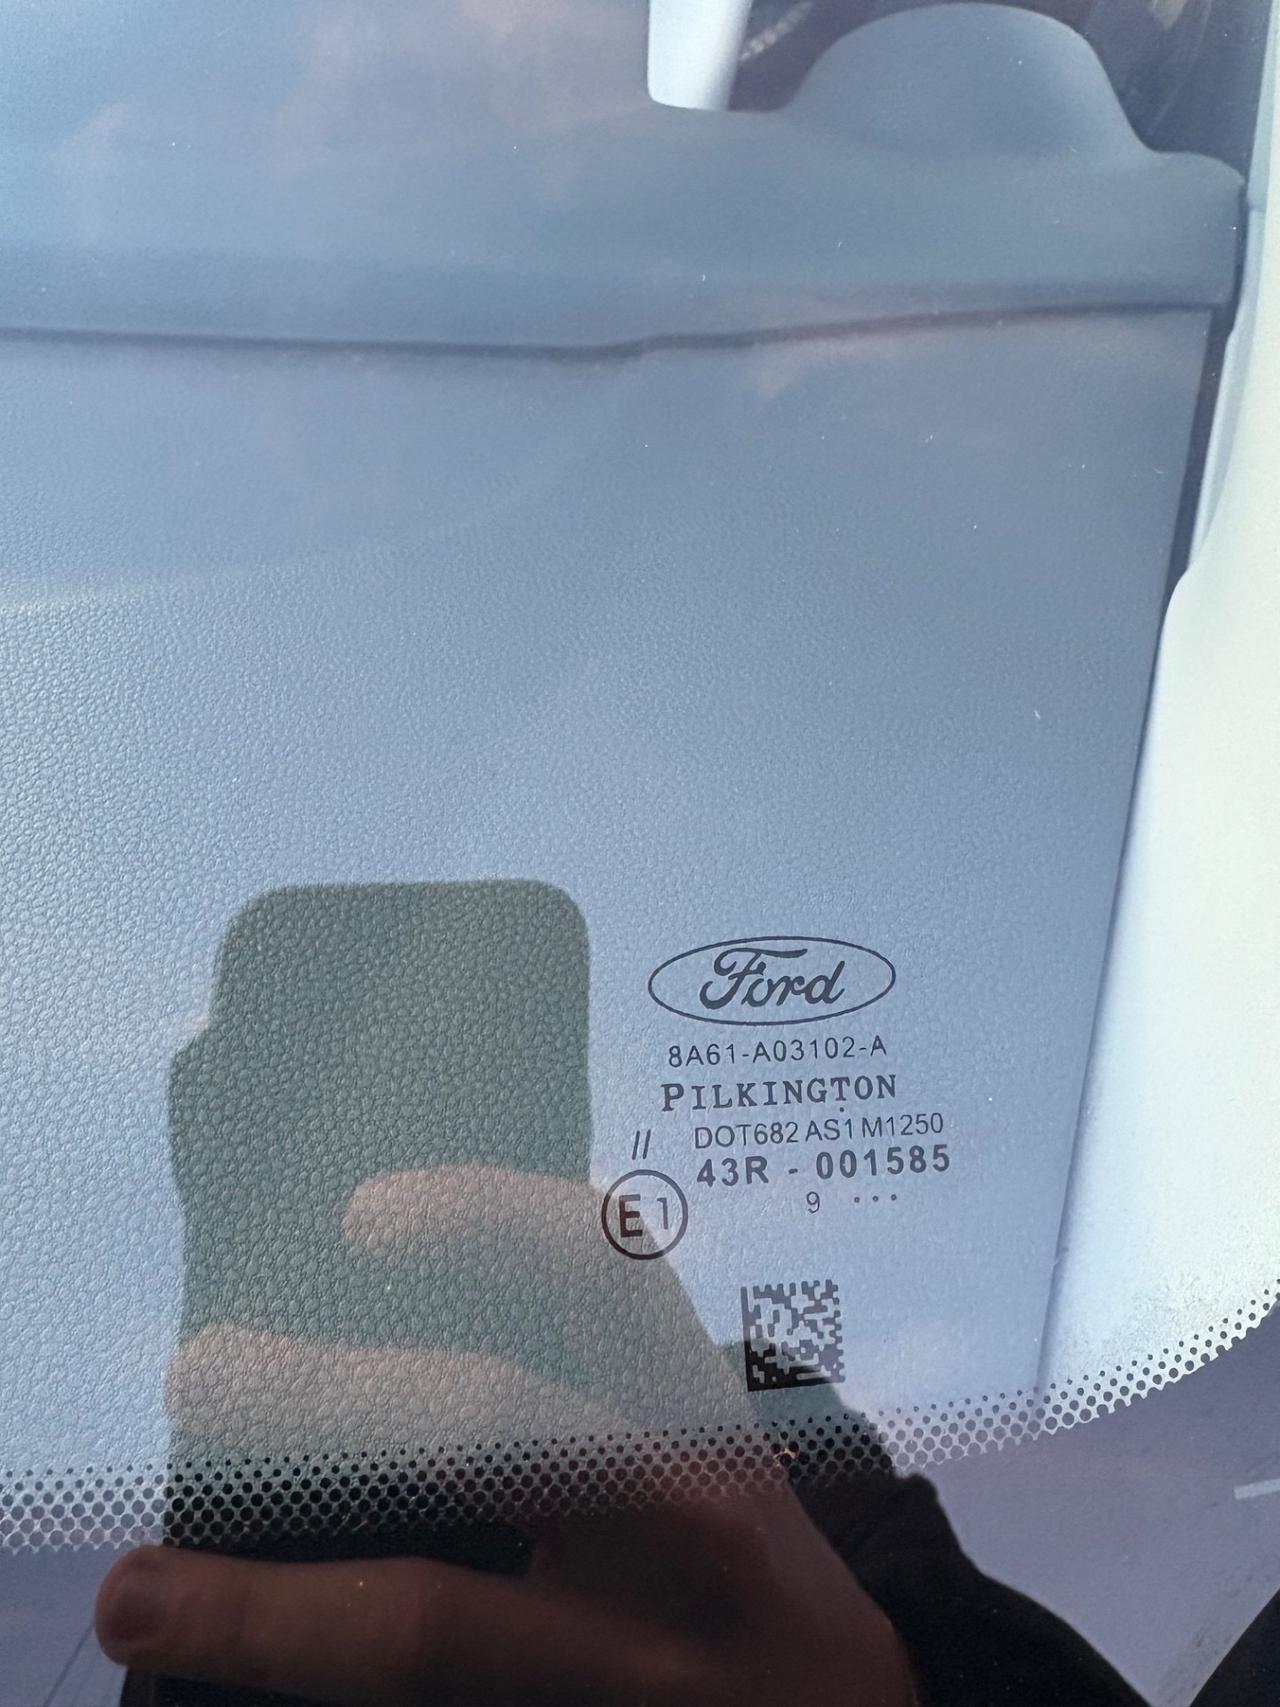 Ford
8A61-A03102-A
PILKINGTON
// DOT682 AS1 M1250
43R - 001585
E1
9 ...